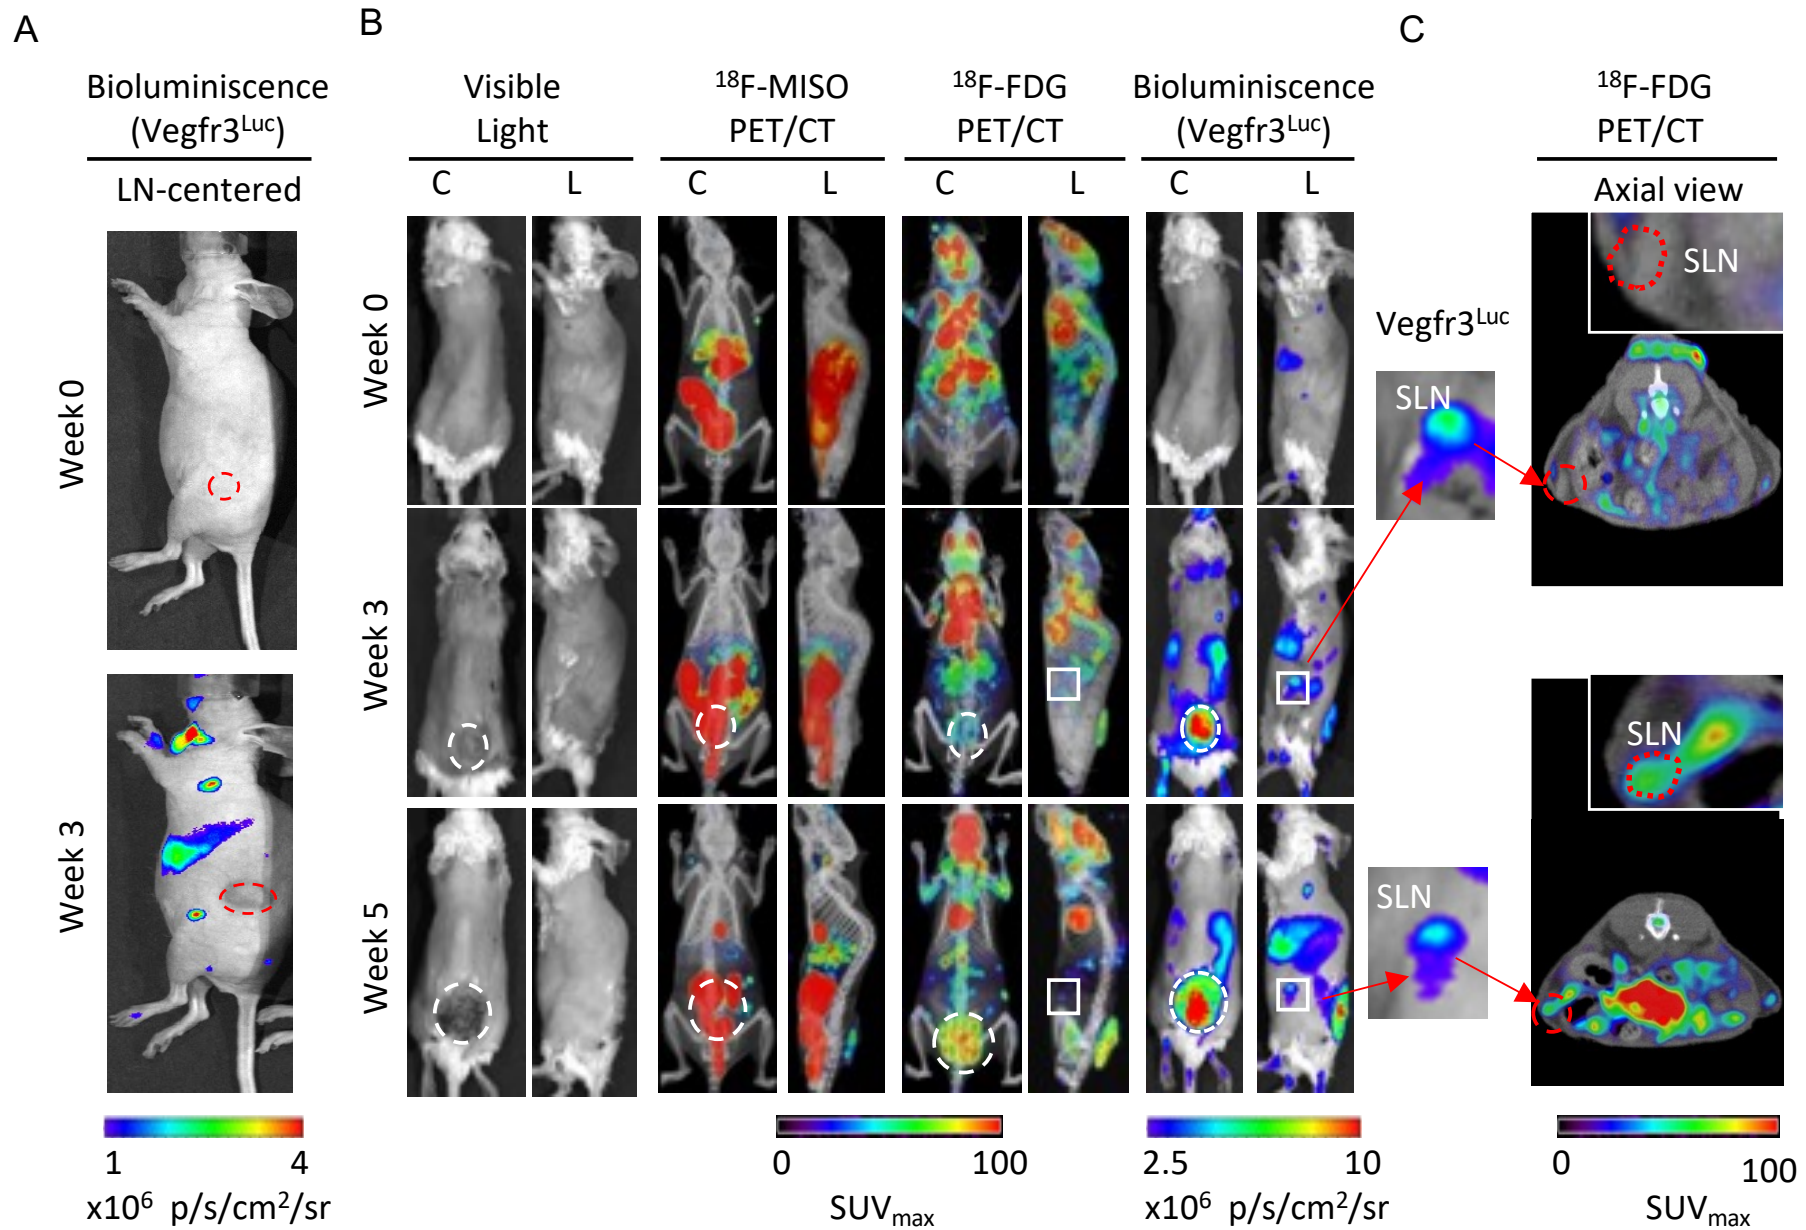 A
B
C
Bioluminiscence
(Vegfr3ᴸᵘᶜ)
LN-centered
Visible
Light
C L
¹⁸F-MISO
PET/CT
C L
¹⁸F-FDG
PET/CT
C L
Bioluminiscence
(Vegfr3ᴸᵘᶜ)
C L
¹⁸F-FDG
PET/CT
Axial view
Week 0
Week 3
Week 0
Week 3
Week 5
Vegfr3ᴸᵘᶜ
SLN
SLN
SLN
SLN
1 4
x10⁶ p/s/cm²/sr
0 100
SUVₘₐₓ
2.5 10
x10⁶ p/s/cm²/sr
0 100
SUVₘₐₓ